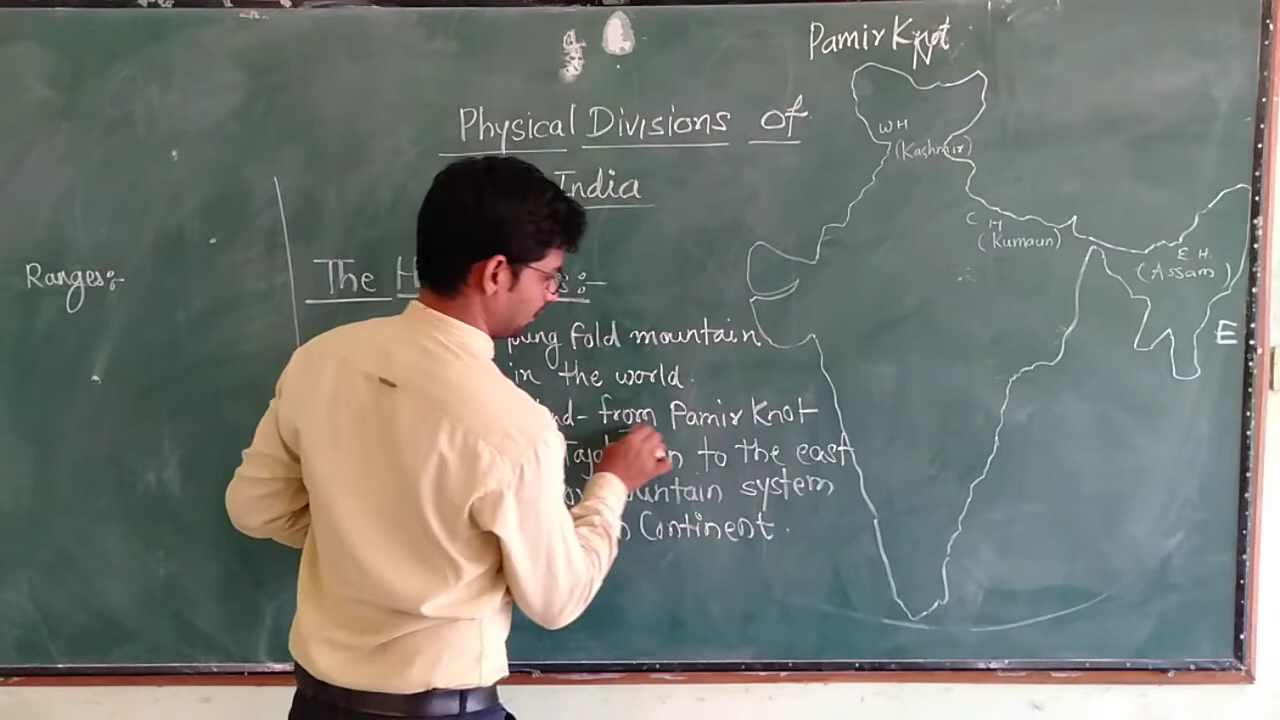 Pamir Knot
N
Physical Divisions of
India
WH
(Kashmir)
C H
(Kumaun)
E H.
(Assam)
E
Ranges:-
The
fold mountain
in the world.
from Pamir Knot
to the east
system
Continent.